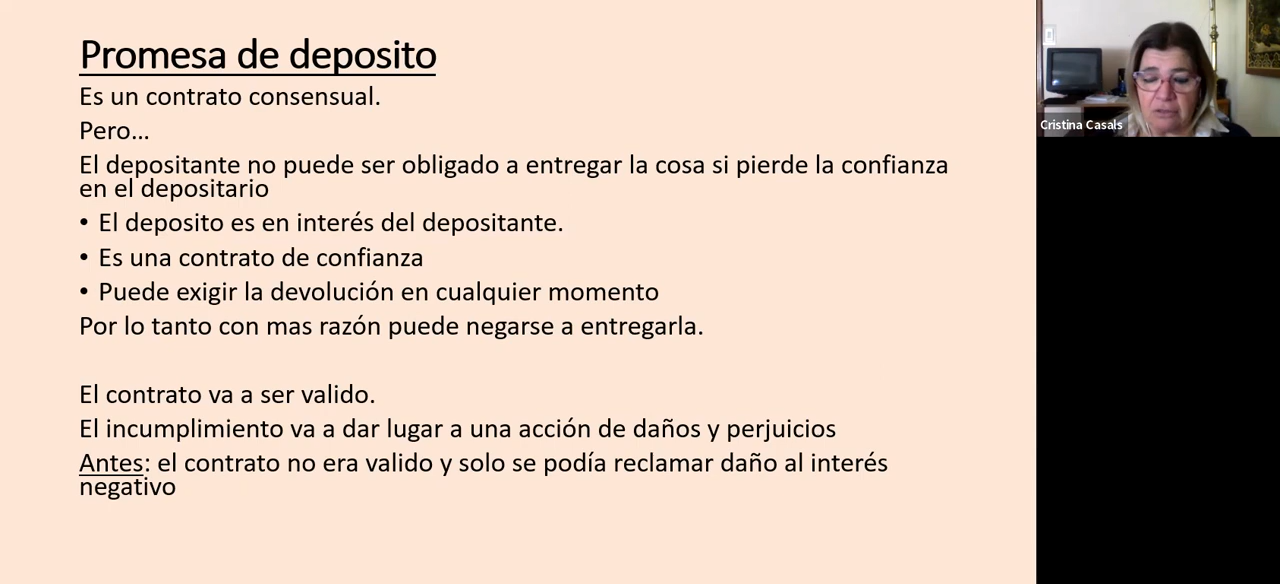 Promesa de deposito
Es un contrato consensual.
Pero...
El depositante no puede ser obligado a entregar la cosa si pierde la confianza
en el depositario
• El deposito es en interés del depositante.
• Es una contrato de confianza
• Puede exigir la devolución en cualquier momento
Por lo tanto con mas razón puede negarse a entregarla.
El contrato va a ser valido.
El incumplimiento va a dar lugar a una acción de daños y perjuicios
Antes: el contrato no era valido y solo se podía reclamar daño al interés
negativo
Cristina Casals